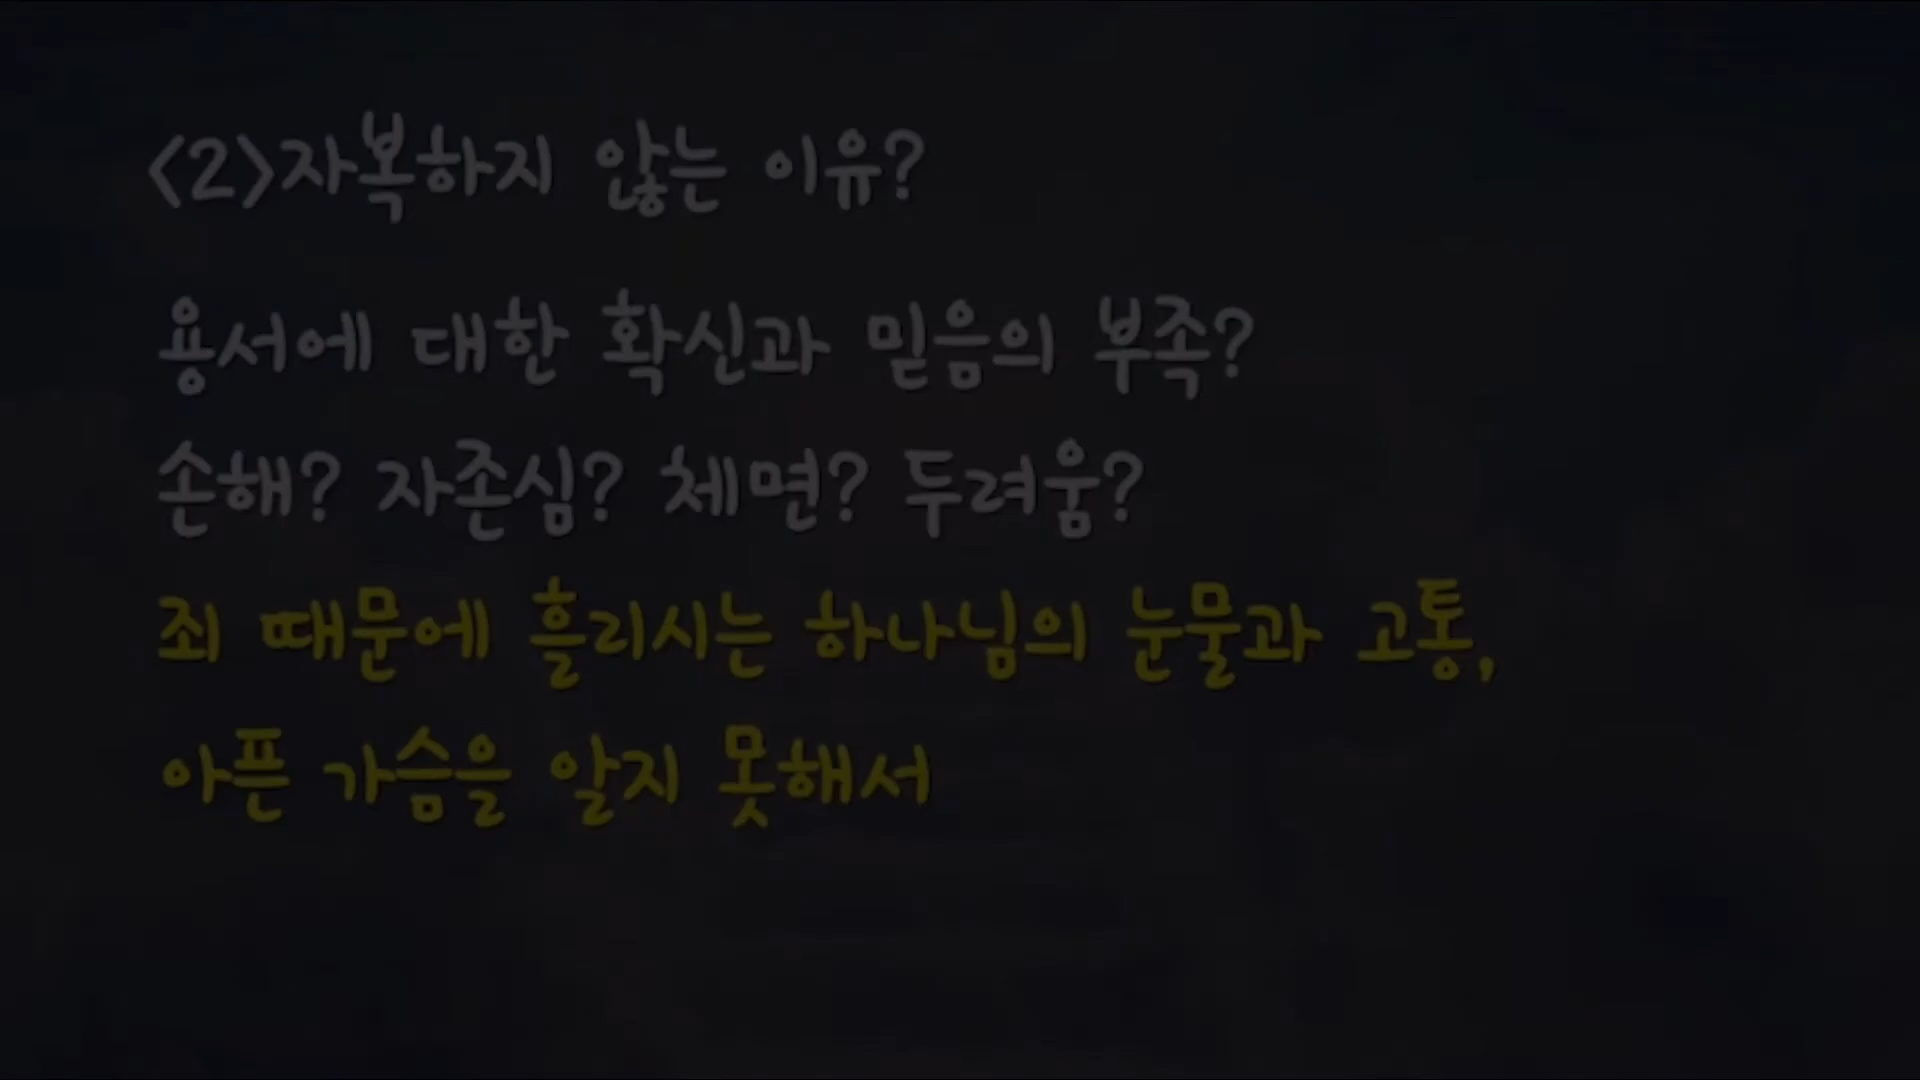 <2>자복하지 않는 이유?
용서에 대한 확신과 믿음의 부족?
손해? 자존심? 체면? 두려움?
죄 때문에 흘리시는 하나님의 눈물과 고통,
아픈 가슴을 알지 못해서